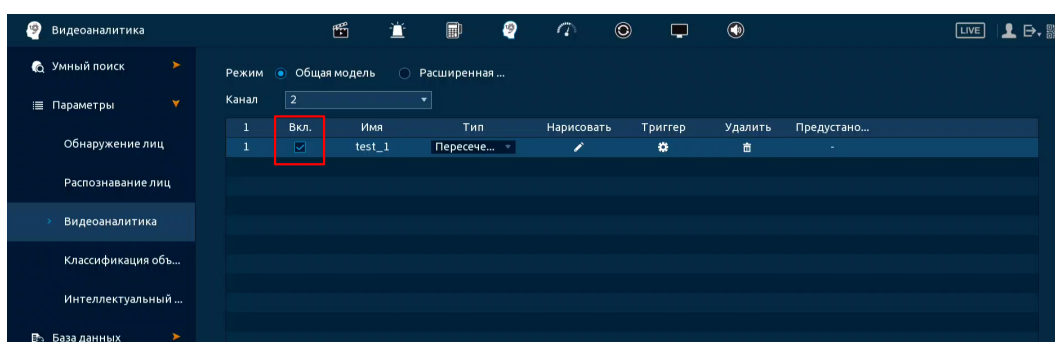 Видеоаналитика LIVE
Умный поиск
Параметры
Обнаружение лиц
Распознавание лиц
Видеоаналитика
Классификация объ...
Интеллектуальный ...
База данных
Режим Общая модель Расширенная ...
Канал 2
1 Вкл. Имя Тип Нарисовать Триггер Удалить Предустано...
1 test_1 Пересече... -